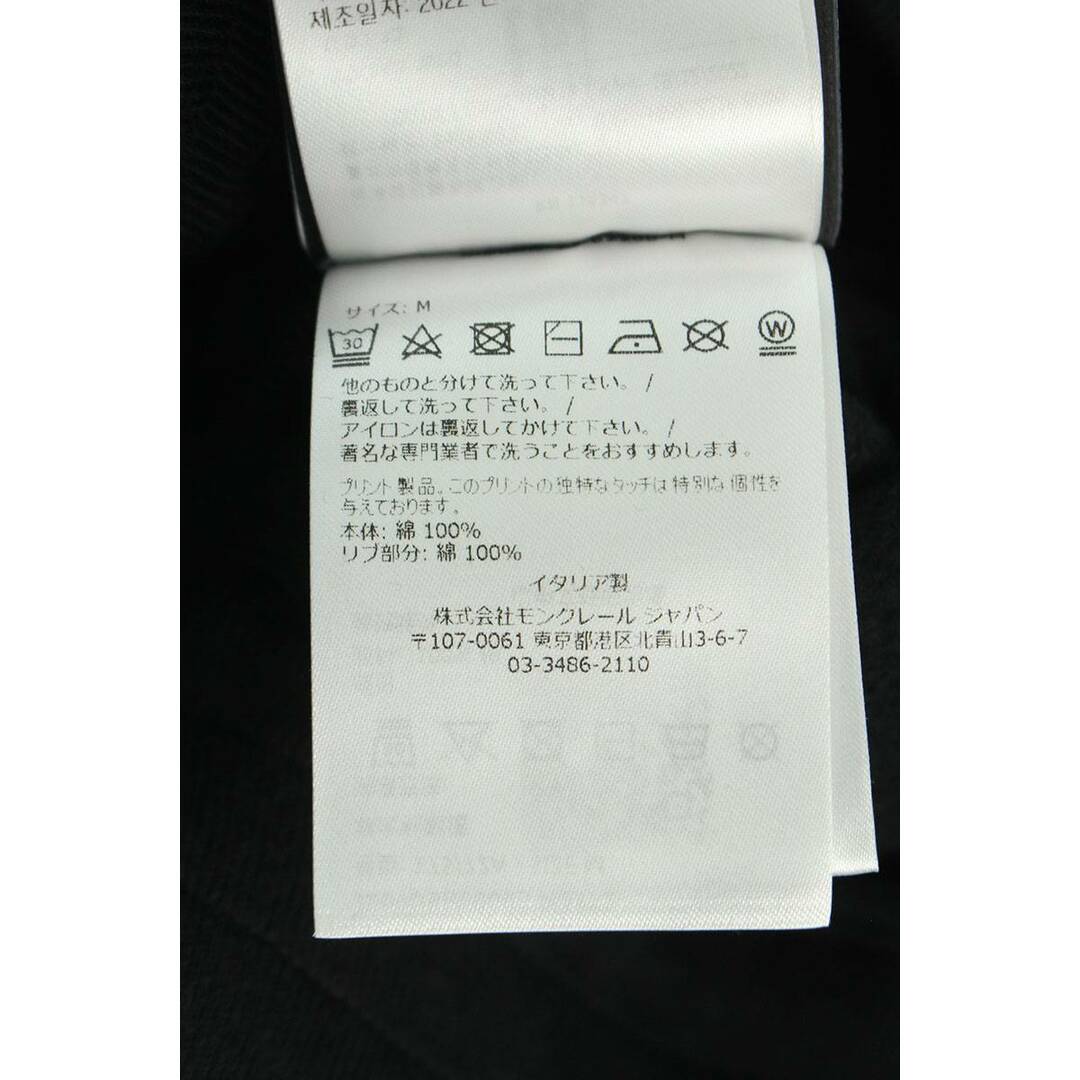 제조일자: 2022 년
サイズ: M
30
W
他のものと分けて洗って下さい。 /
裏返して洗って下さい。 /
アイロンは裏返してかけて下さい。 /
著名な専門業者で洗うことをおすすめします。
プリント製品。このプリントの独特なタッチは特別な個性を
与えております。
本体: 綿 100%
リブ部分: 綿 100%
イタリア製
株式会社モンクレール ジャパン
〒107-0061 東京都港区北青山3-6-7
03-3486-2110